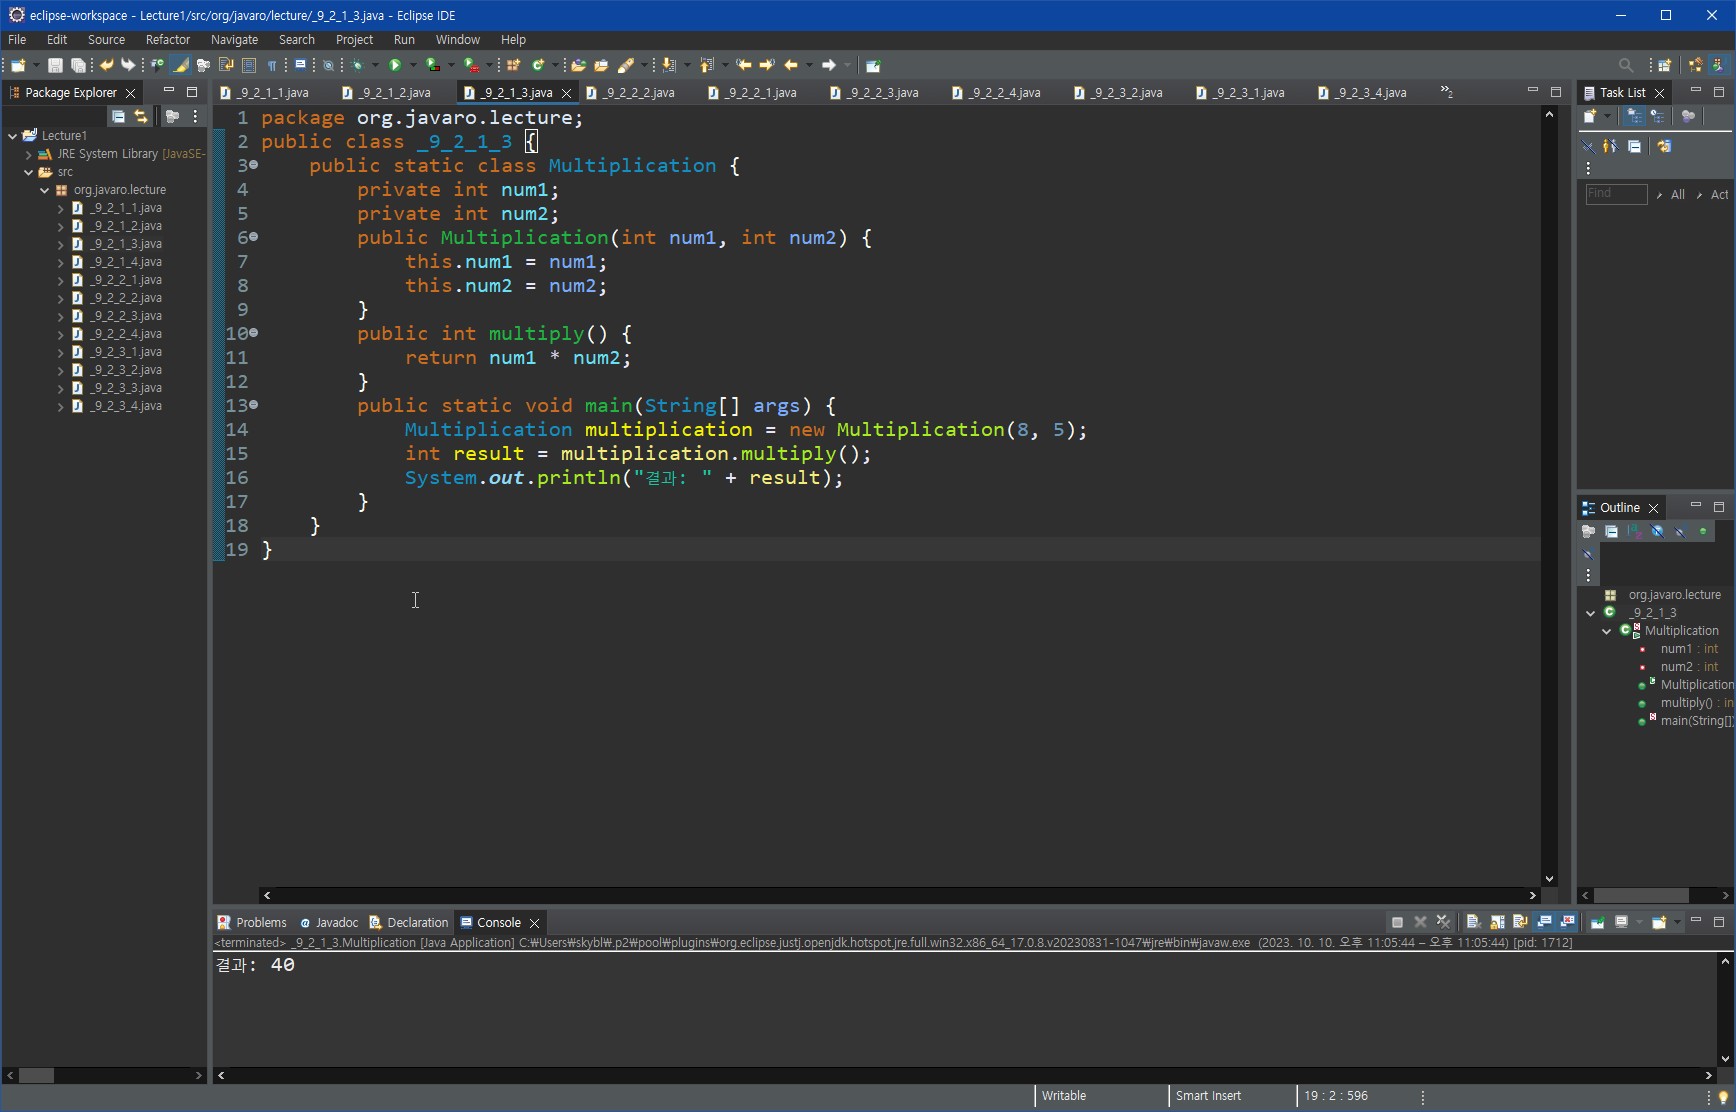 eclipse-workspace - Lecture1/src/org/javaro/lecture/_9_2_1_3.java - Eclipse IDE
File Edit Source Refactor Navigate Search Project Run Window Help
Package Explorer
Lecture1
JRE System Library [JavaSE-
src
org.javaro.lecture
_9_2_1_1.java
_9_2_1_2.java
_9_2_1_3.java
_9_2_1_4.java
_9_2_2_1.java
_9_2_2_2.java
_9_2_2_3.java
_9_2_2_4.java
_9_2_3_1.java
_9_2_3_2.java
_9_2_3_3.java
_9_2_3_4.java
_9_2_1_1.java _9_2_1_2.java _9_2_1_3.java _9_2_2_2.java _9_2_2_1.java _9_2_2_3.java _9_2_2_4.java _9_2_3_2.java _9_2_3_1.java _9_2_3_4.java »2
1 package org.javaro.lecture;
2 public class _9_2_1_3 {
3 public static class Multiplication {
4 private int num1;
5 private int num2;
6 public Multiplication(int num1, int num2) {
7 this.num1 = num1;
8 this.num2 = num2;
9 }
10 public int multiply() {
11 return num1 * num2;
12 }
13 public static void main(String[] args) {
14 Multiplication multiplication = new Multiplication(8, 5);
15 int result = multiplication.multiply();
16 System.out.println("결과: " + result);
17 }
18 }
19 }
Task List
Find All Act
Outline
org.javaro.lecture
_9_2_1_3
Multiplication
num1 : int
num2 : int
Multiplication
multiply() : in
main(String[])
Problems Javadoc Declaration Console
<terminated> _9_2_1_3.Multiplication [Java Application] C:₩Users₩skybl₩.p2₩pool₩plugins₩org.eclipse.justj.openjdk.hotspot.jre.full.win32.x86_64_17.0.8.v20230831-1047₩jre₩bin₩javaw.exe (2023. 10. 10. 오후 11:05:44 – 오후 11:05:44) [pid: 1712]
결과: 40
Writable Smart Insert 19 : 2 : 596